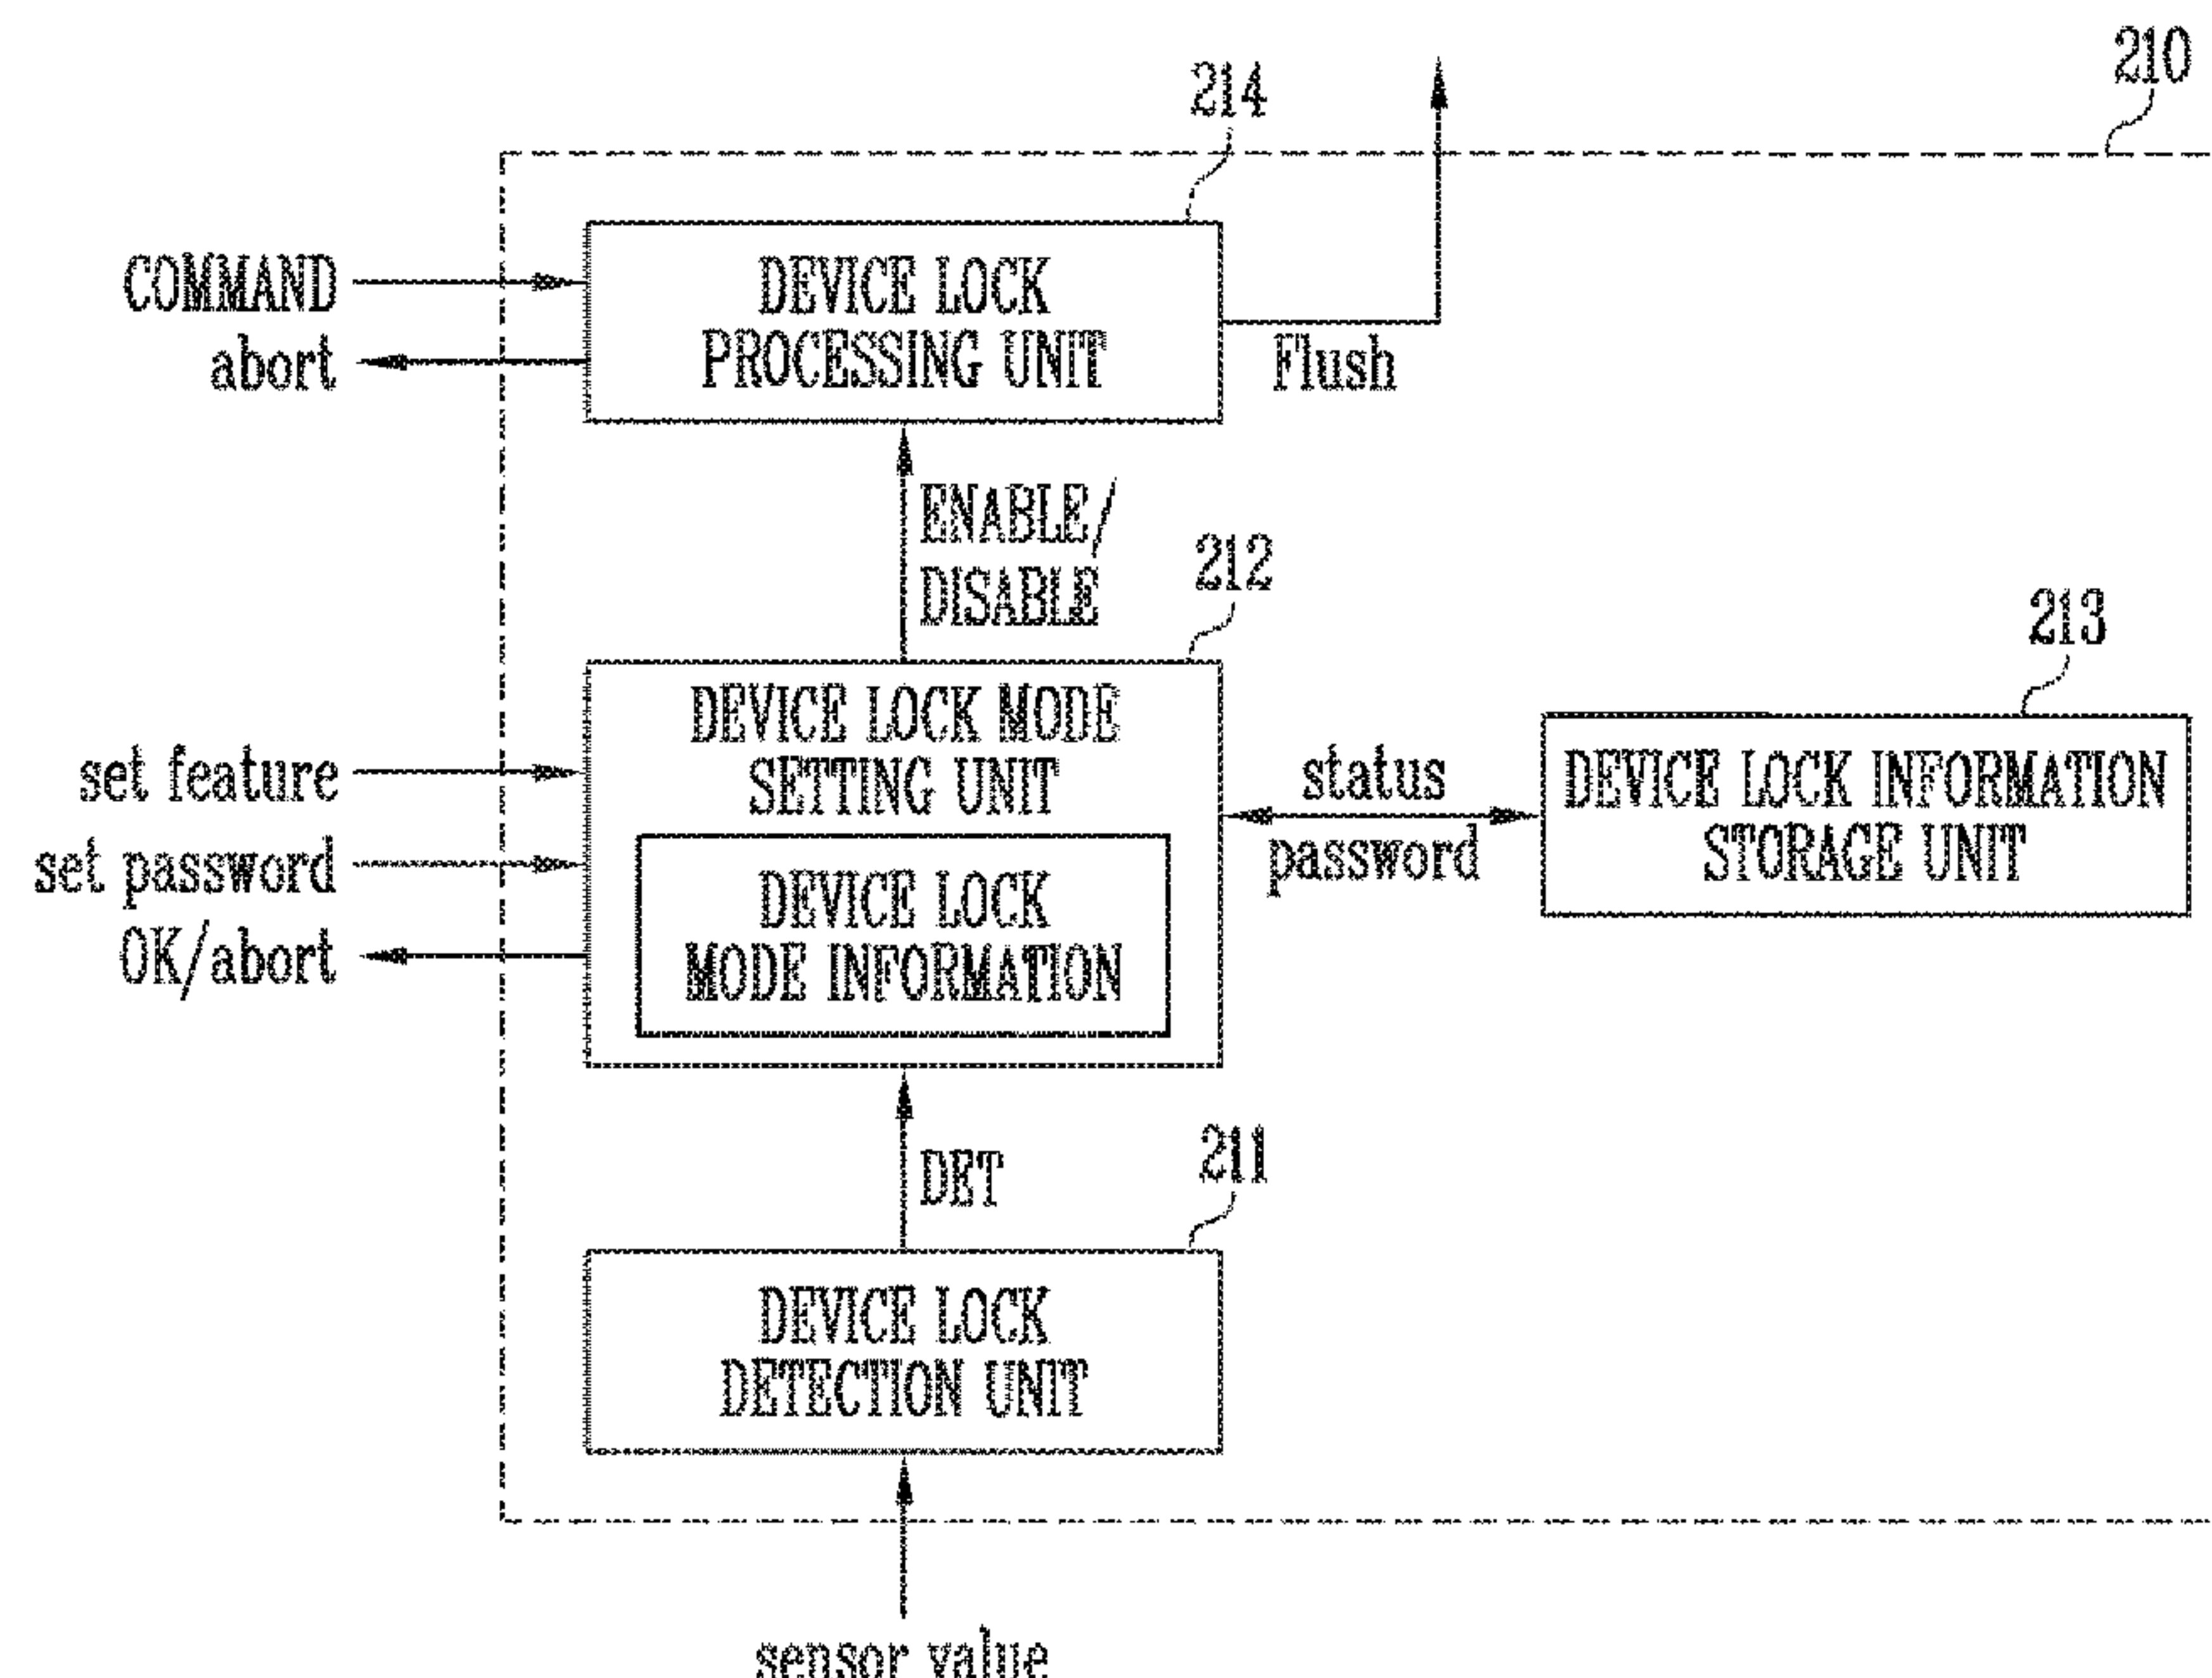 210
214
COMMAND
abort
DEVICE LOCK
PROCESSING UNIT
Flush
ENABLE/
DISABLE
212
213
set feature
set password
OK/abort
DEVICE LOCK MODE
SETTING UNIT
DEVICE LOCK
MODE INFORMATION
status
password
DEVICE LOCK INFORMATION
STORAGE UNIT
DET
211
DEVICE LOCK
DETECTION UNIT
sensor value